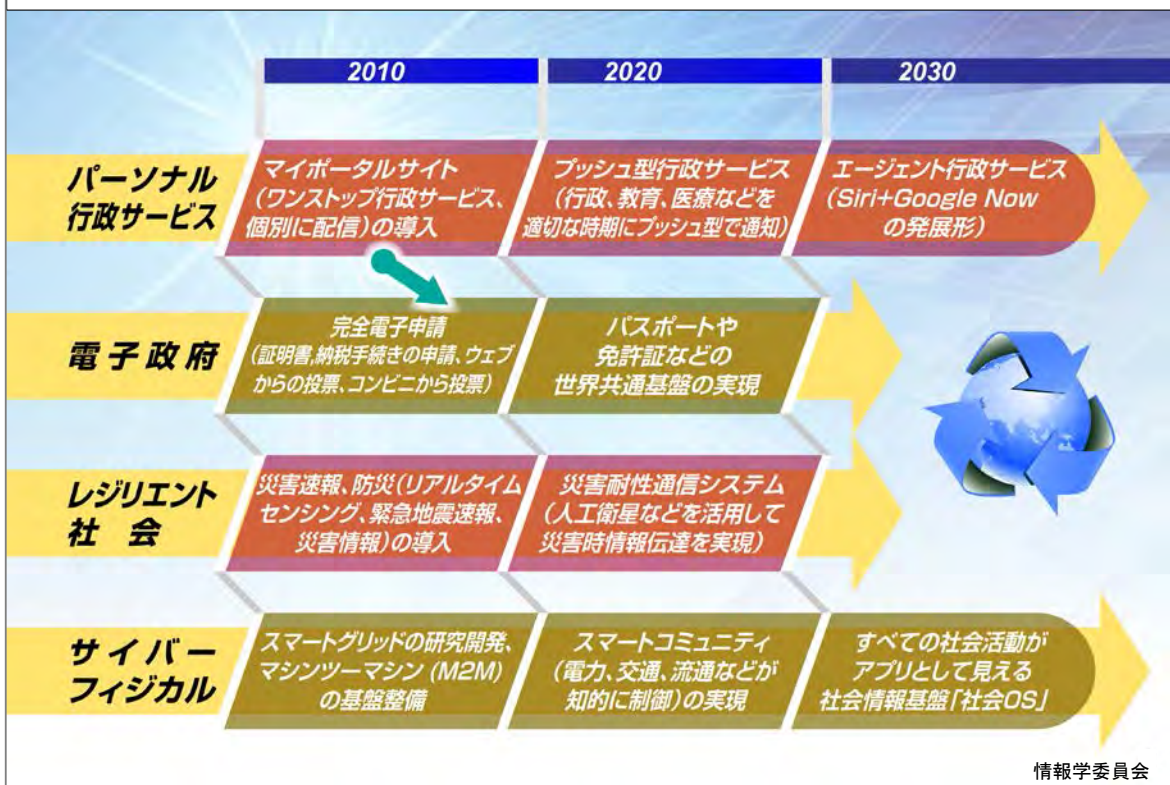 2010
2020
2030
パーソナル
行政サービス
マイポータルサイト
(ワンストップ行政サービス、
個別に配信)の導入
プッシュ型行政サービス
(行政、教育、医療などを
適切な時期にプッシュ型で通知)
エージェント行政サービス
(Siri+Google Now
の発展形)
電子政府
完全電子申請
(証明書,納税手続きの申請、ウェブ
からの投票、コンビニから投票)
パスポートや
免許証などの
世界共通基盤の実現
レジリエント
社会
災害速報、防災(リアルタイム
センシング、緊急地震速報、
災害情報)の導入
災害耐性通信システム
(人工衛星などを活用して
災害時情報伝達を実現)
サイバー
フィジカル
スマートグリッドの研究開発、
マシンツーマシン(M2M)
の基盤整備
スマートコミュニティ
(電力、交通、流通などが
知的に制御)の実現
すべての社会活動が
アプリとして見える
社会情報基盤「社会OS」
情報学委員会